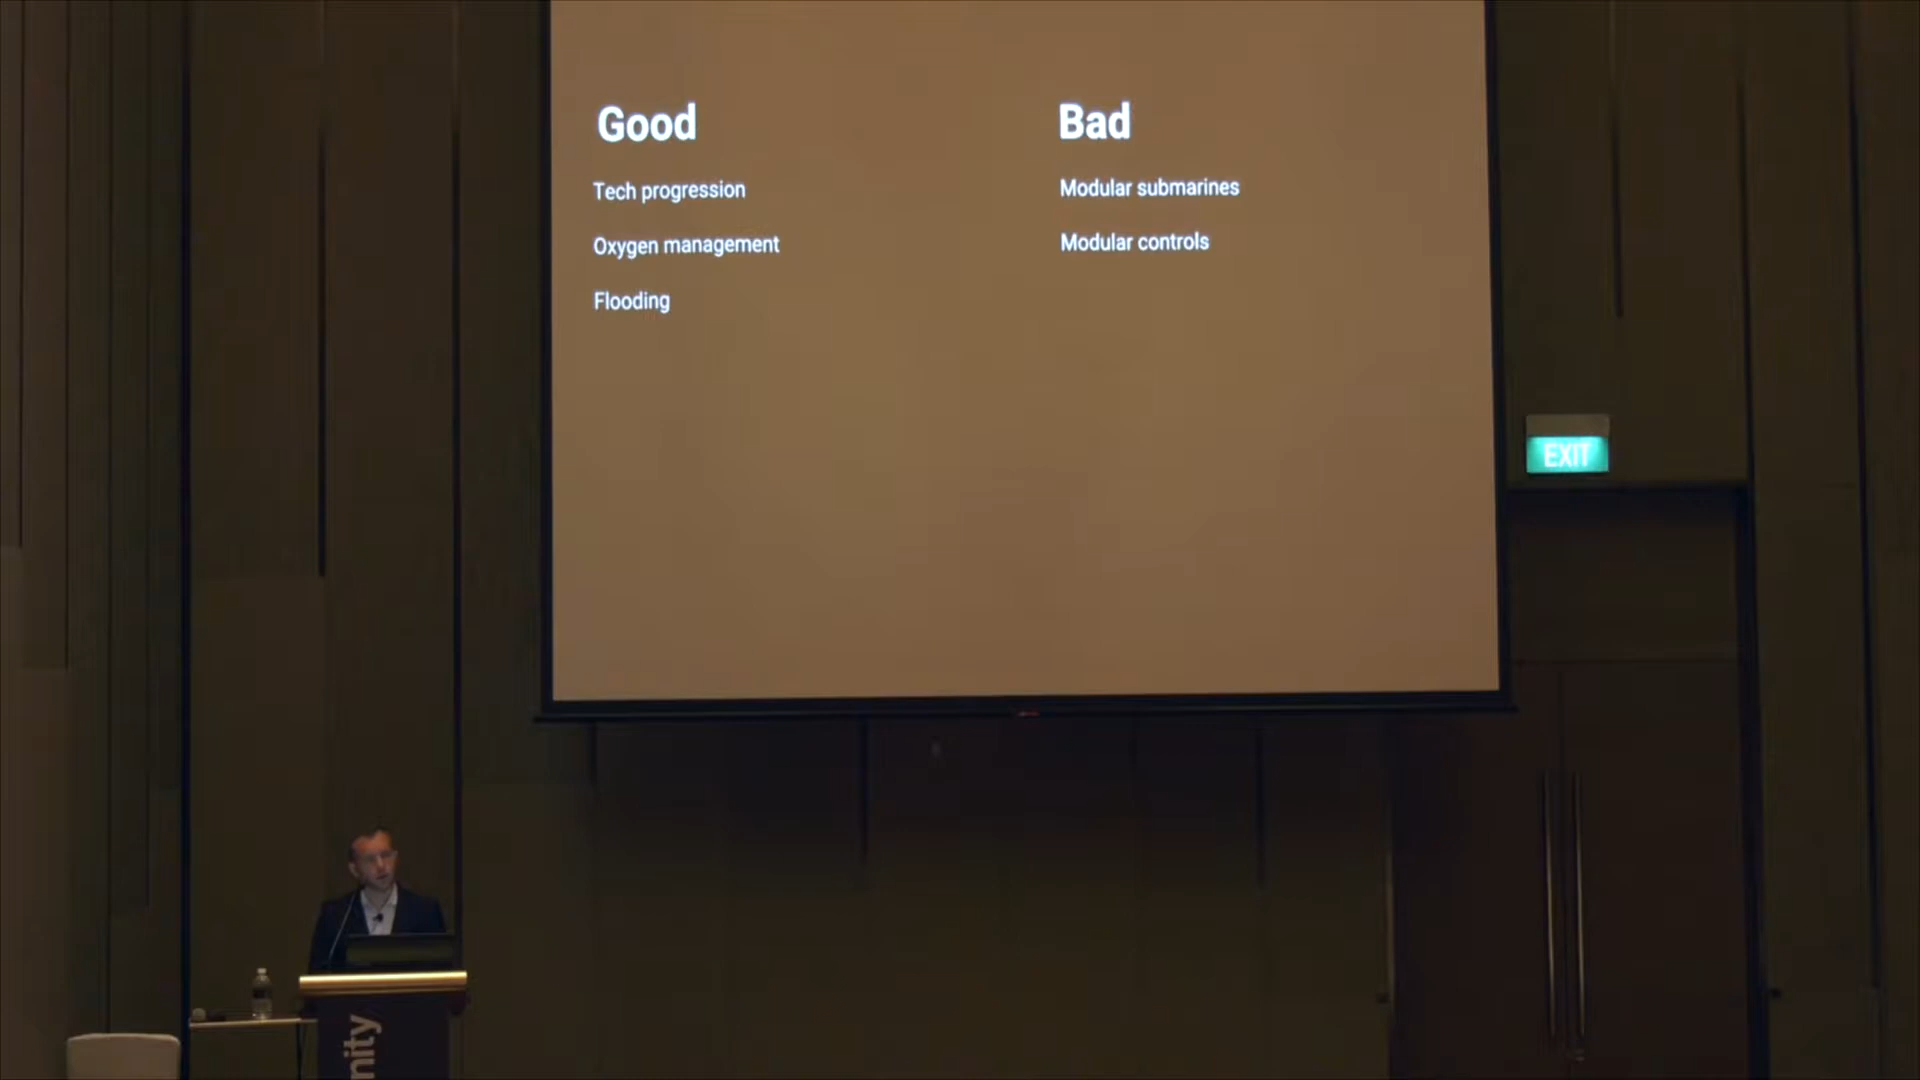 Good
Tech progression
Oxygen management
Flooding
Bad
Modular submarines
Modular controls
EXIT
nity